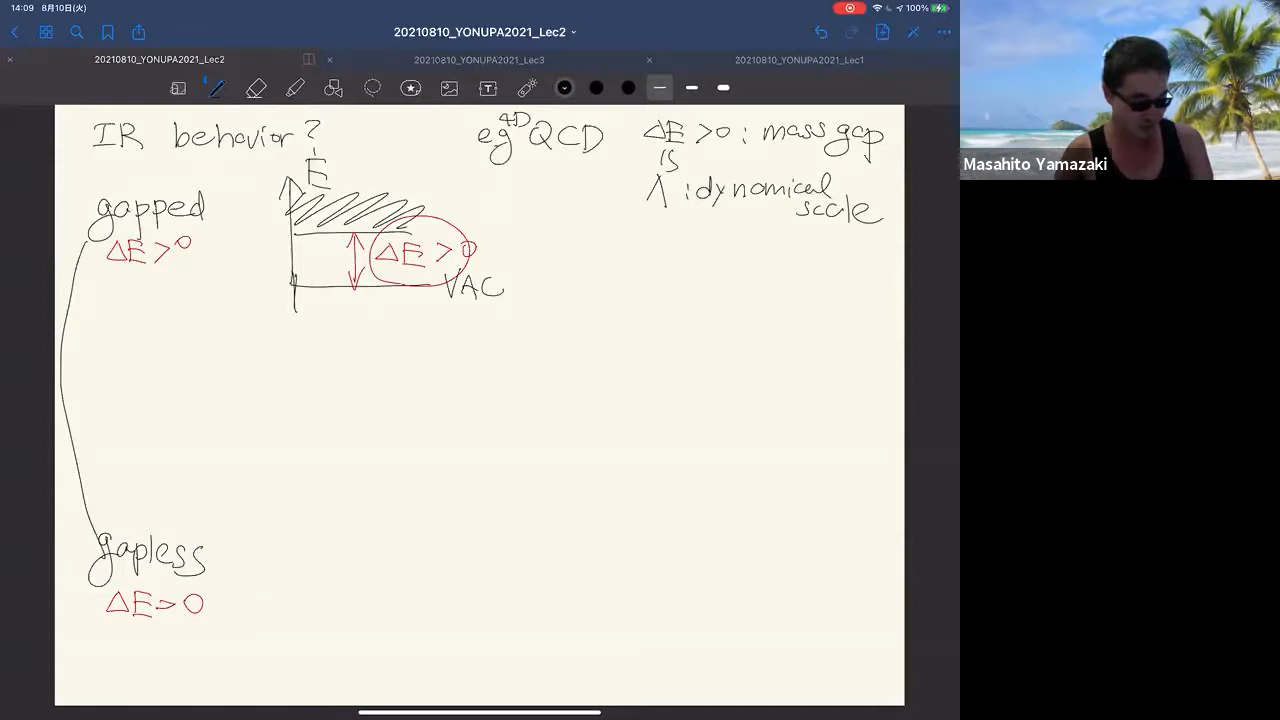 14:09 8月10日(火)
100%
20210810_YONUPA2021_Lec2
20210810_YONUPA2021_Lec2
20210810_YONUPA2021_Lec3
20210810_YONUPA2021_Lec1
IR behavior?
eg 4D QCD
ΔE > 0 : mass gap
Λ : dynamical scale
E
gapped
ΔE > 0
ΔE > 0
VAC
gapless
ΔE => 0
Masahito Yamazaki